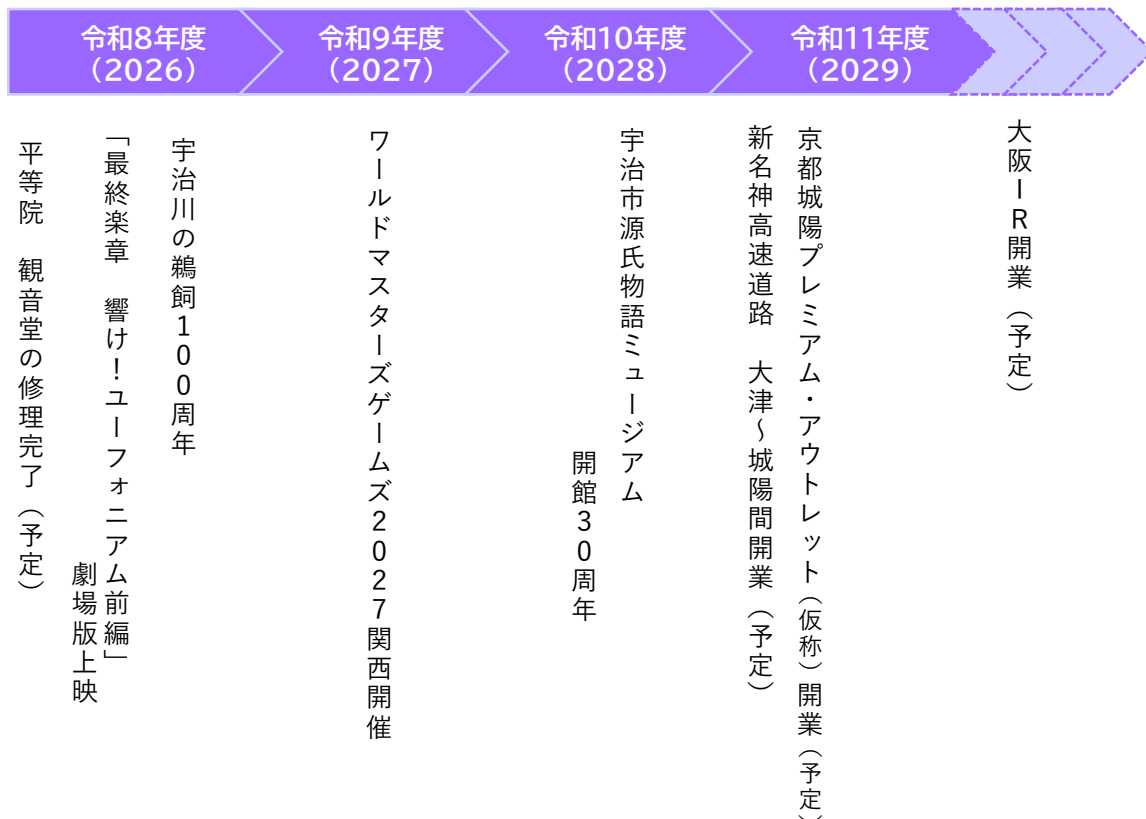 令和8年度
（2026）
令和9年度
（2027）
令和10年度
（2028）
令和11年度
（2029）
平等院　観音堂の修理完了（予定）
「最終楽章　響け！ユーフォニアム前編」
劇場版上映
宇治川の鵜飼100周年
ワールドマスターズゲームズ2027関西開催
宇治市源氏物語ミュージアム
開館30周年
新名神高速道路　大津～城陽間開業（予定）
京都城陽プレミアム・アウトレット（仮称）開業（予定）
大阪IR開業（予定）